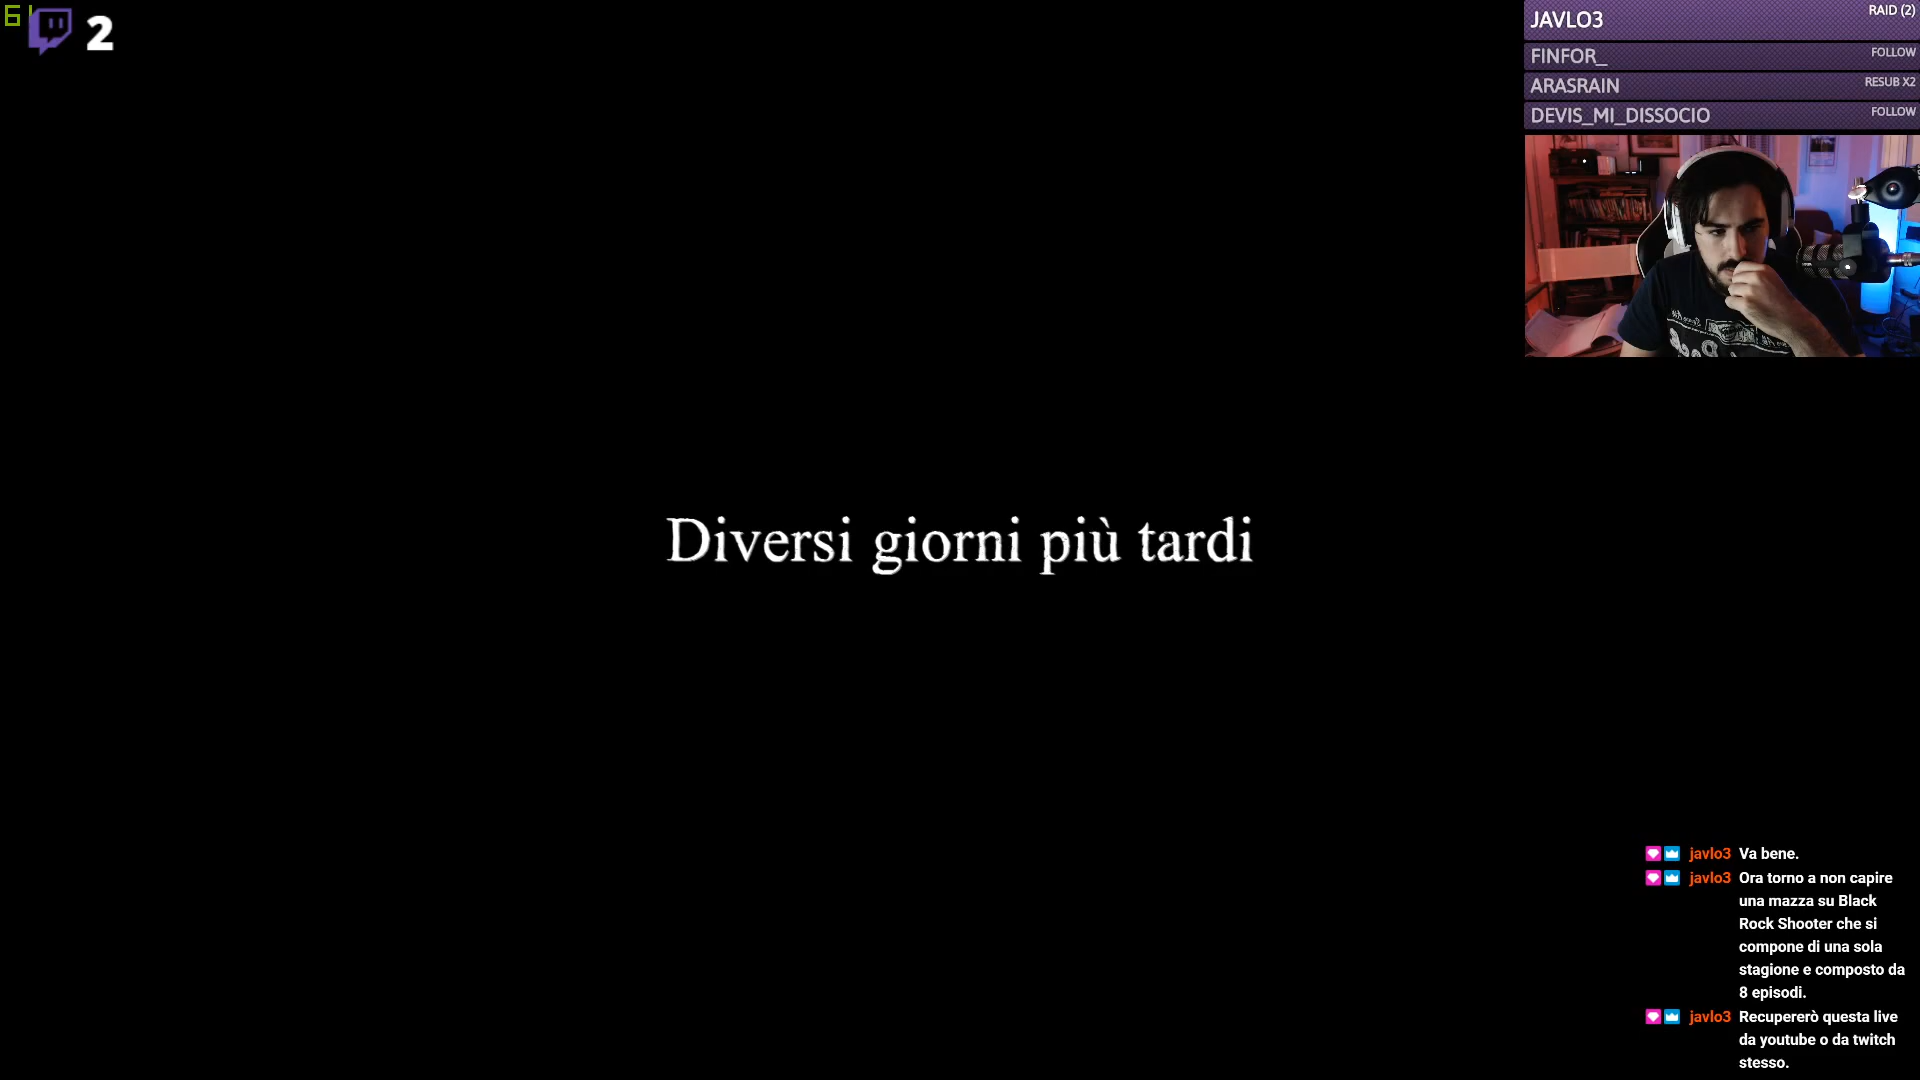 61
2
JAVLO3 RAID (2)
FINFOR_ FOLLOW
ARASRAIN RESUB X2
DEVIS_MI_DISSOCIO FOLLOW
Diversi giorni più tardi
javlo3 Va bene.
javlo3 Ora torno a non capire
una mazza su Black
Rock Shooter che si
compone di una sola
stagione e composto da
8 episodi.
javlo3 Recupererò questa live
da youtube o da twitch
stesso.